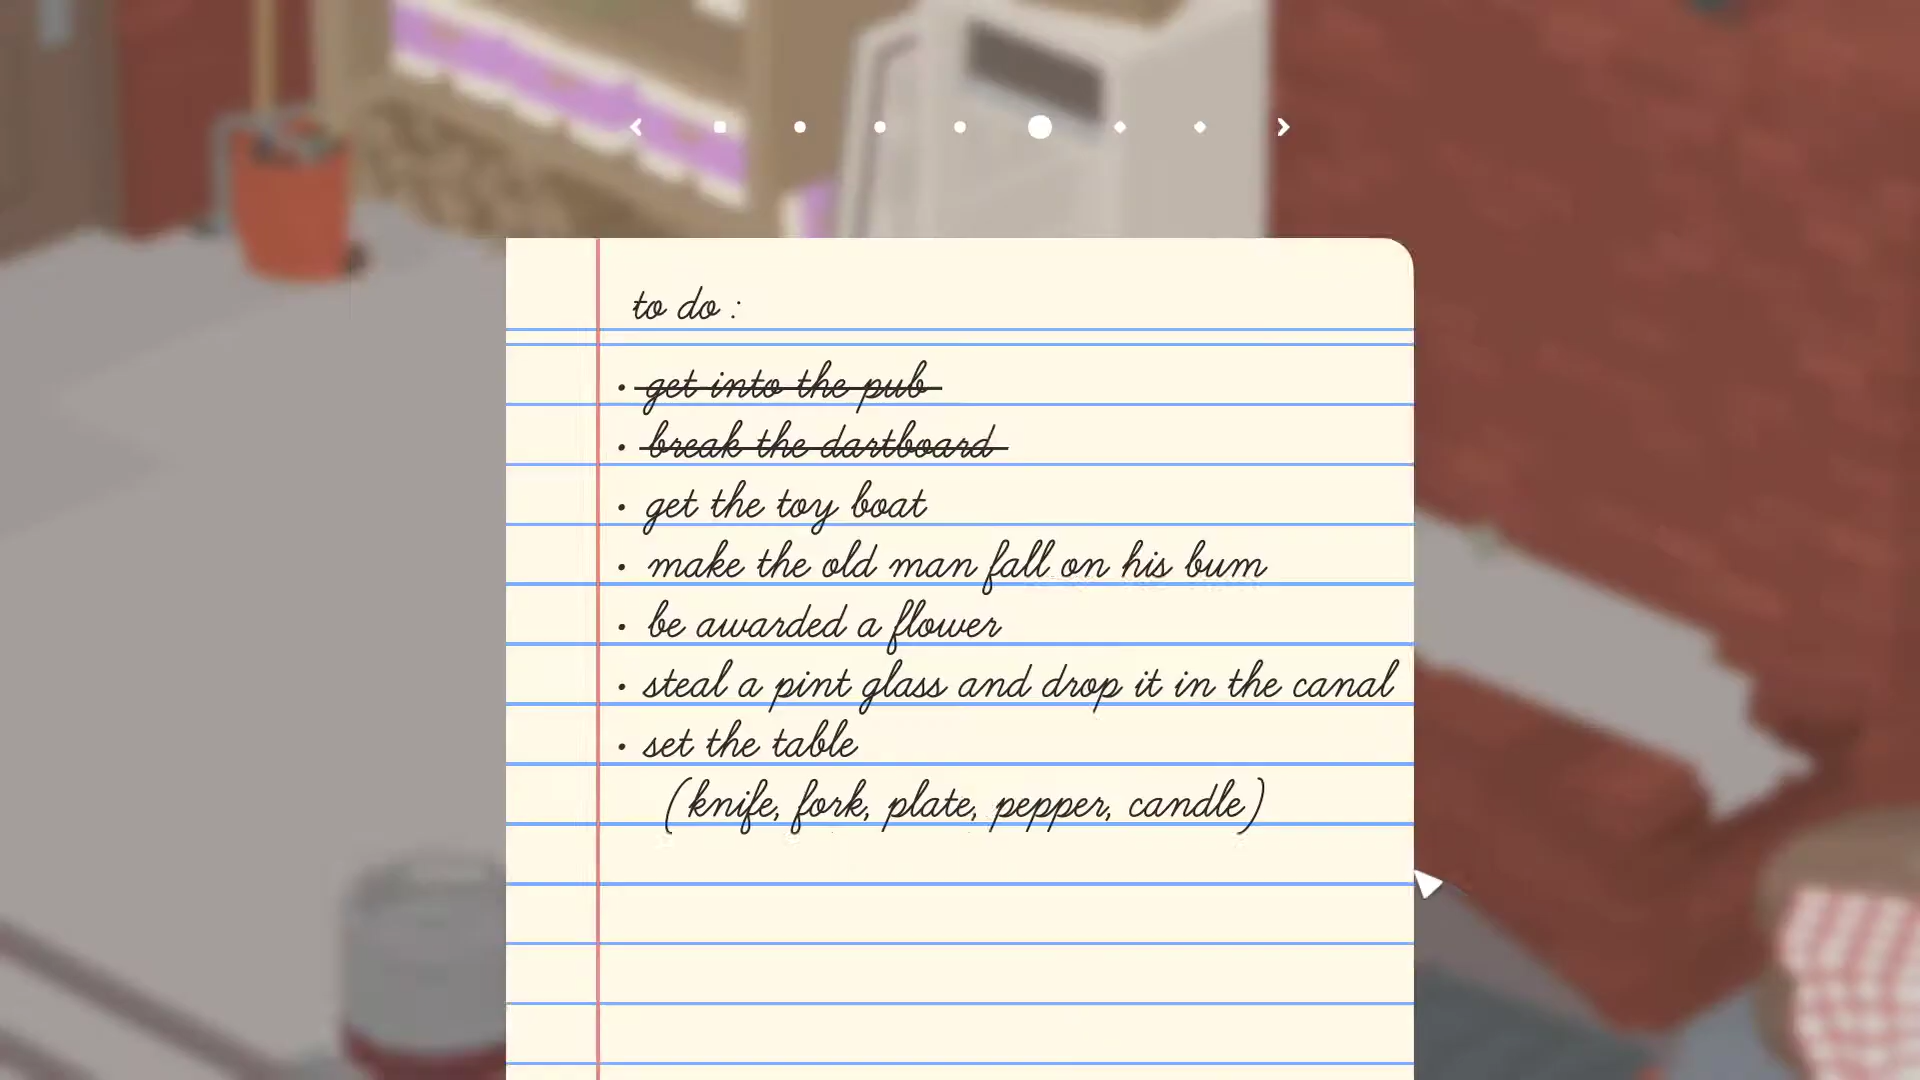 to do :
• get into the pub
• break the dartboard
• get the toy boat
• make the old man fall on his bum
• be awarded a flower
• steal a pint glass and drop it in the canal
• set the table
(knife, fork, plate, pepper, candle)